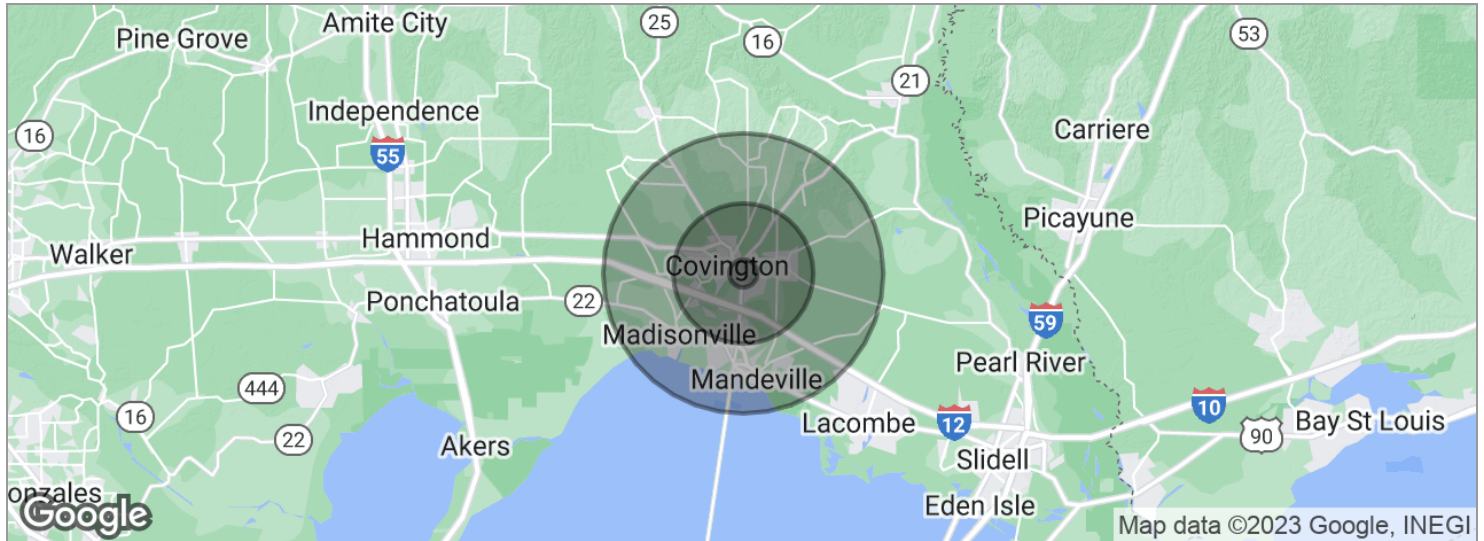 Amite City
25
16
53
Pine Grove
21
Independence
Carriere
16
55
Picayune
Hammond
Walker
Covington
Ponchatoula
22
59
Madisonville
Pearl River
Mandeville
444
10
16
Lacombe
12
Bay St Louis
22
90
Akers
Slidell
onzales
Eden Isle
Google
Map data ©2023 Google, INEGI